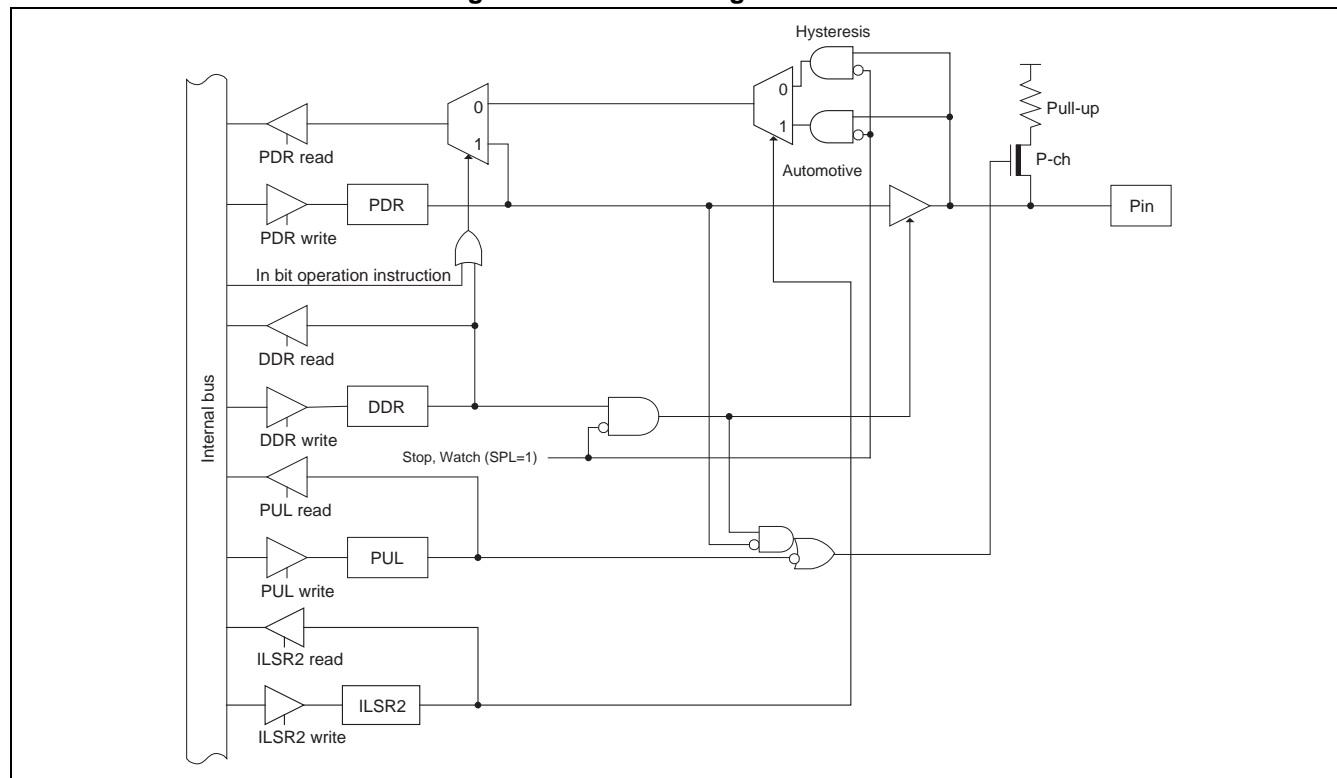 Hysteresis
0
Pull-up
0
1
1
PDR read
P-ch
Automotive
PDR
Pin
PDR write
In bit operation instruction
DDR read
Internal bus
DDR
DDR write
Stop, Watch (SPL=1)
PUL read
PUL
PUL write
ILSR2 read
ILSR2
ILSR2 write